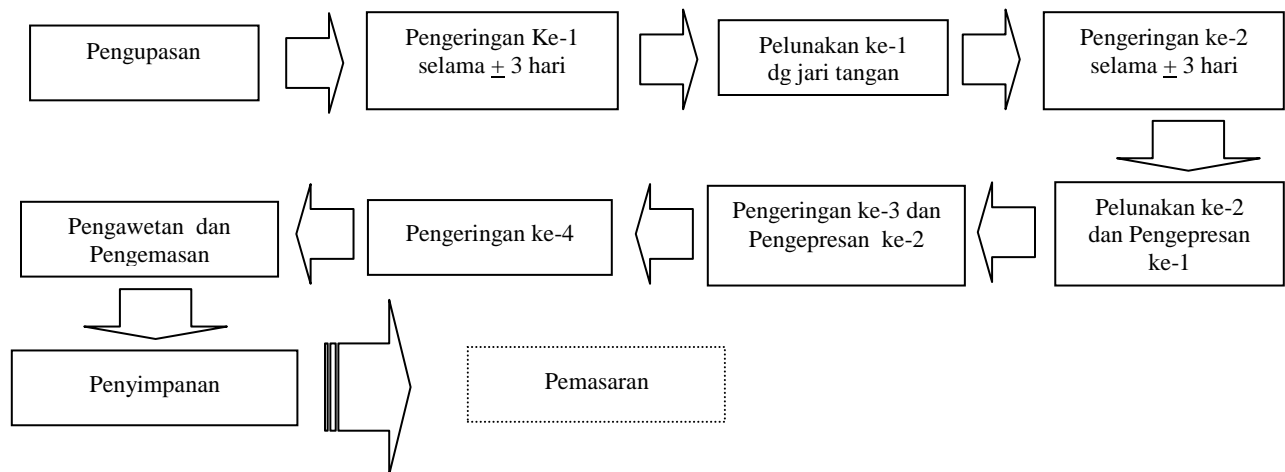 Pengupasan
Pengeringan Ke-1
selama ± 3 hari
Pelunakan ke-1
dg jari tangan
Pengeringan ke-2
selama ± 3 hari
Pelunakan ke-2
dan Pengepresan
ke-1
Pengeringan ke-3 dan
Pengepresan ke-2
Pengeringan ke-4
Pengawetan dan
Pengemasan
Penyimpanan
Pemasaran